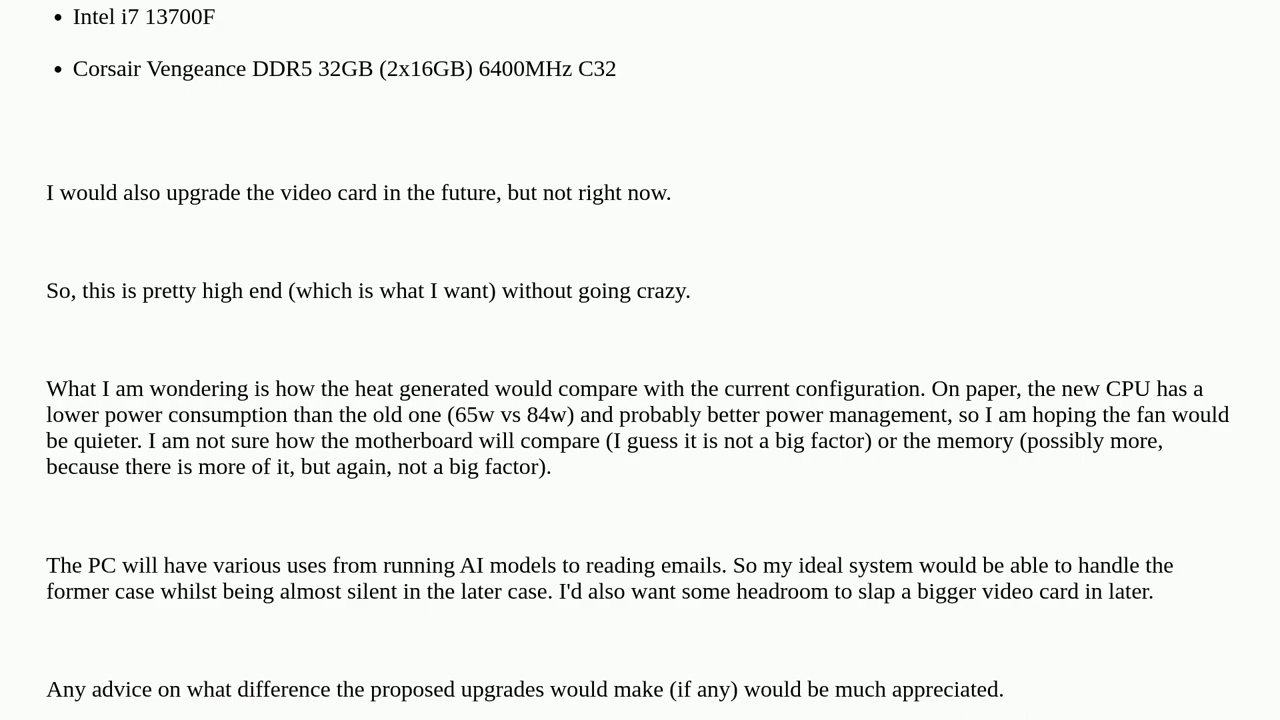 • Intel i7 13700F
• Corsair Vengeance DDR5 32GB (2x16GB) 6400MHz C32
I would also upgrade the video card in the future, but not right now.
So, this is pretty high end (which is what I want) without going crazy.
What I am wondering is how the heat generated would compare with the current configuration. On paper, the new CPU has a
lower power consumption than the old one (65w vs 84w) and probably better power management, so I am hoping the fan would
be quieter. I am not sure how the motherboard will compare (I guess it is not a big factor) or the memory (possibly more,
because there is more of it, but again, not a big factor).
The PC will have various uses from running AI models to reading emails. So my ideal system would be able to handle the
former case whilst being almost silent in the later case. I'd also want some headroom to slap a bigger video card in later.
Any advice on what difference the proposed upgrades would make (if any) would be much appreciated.